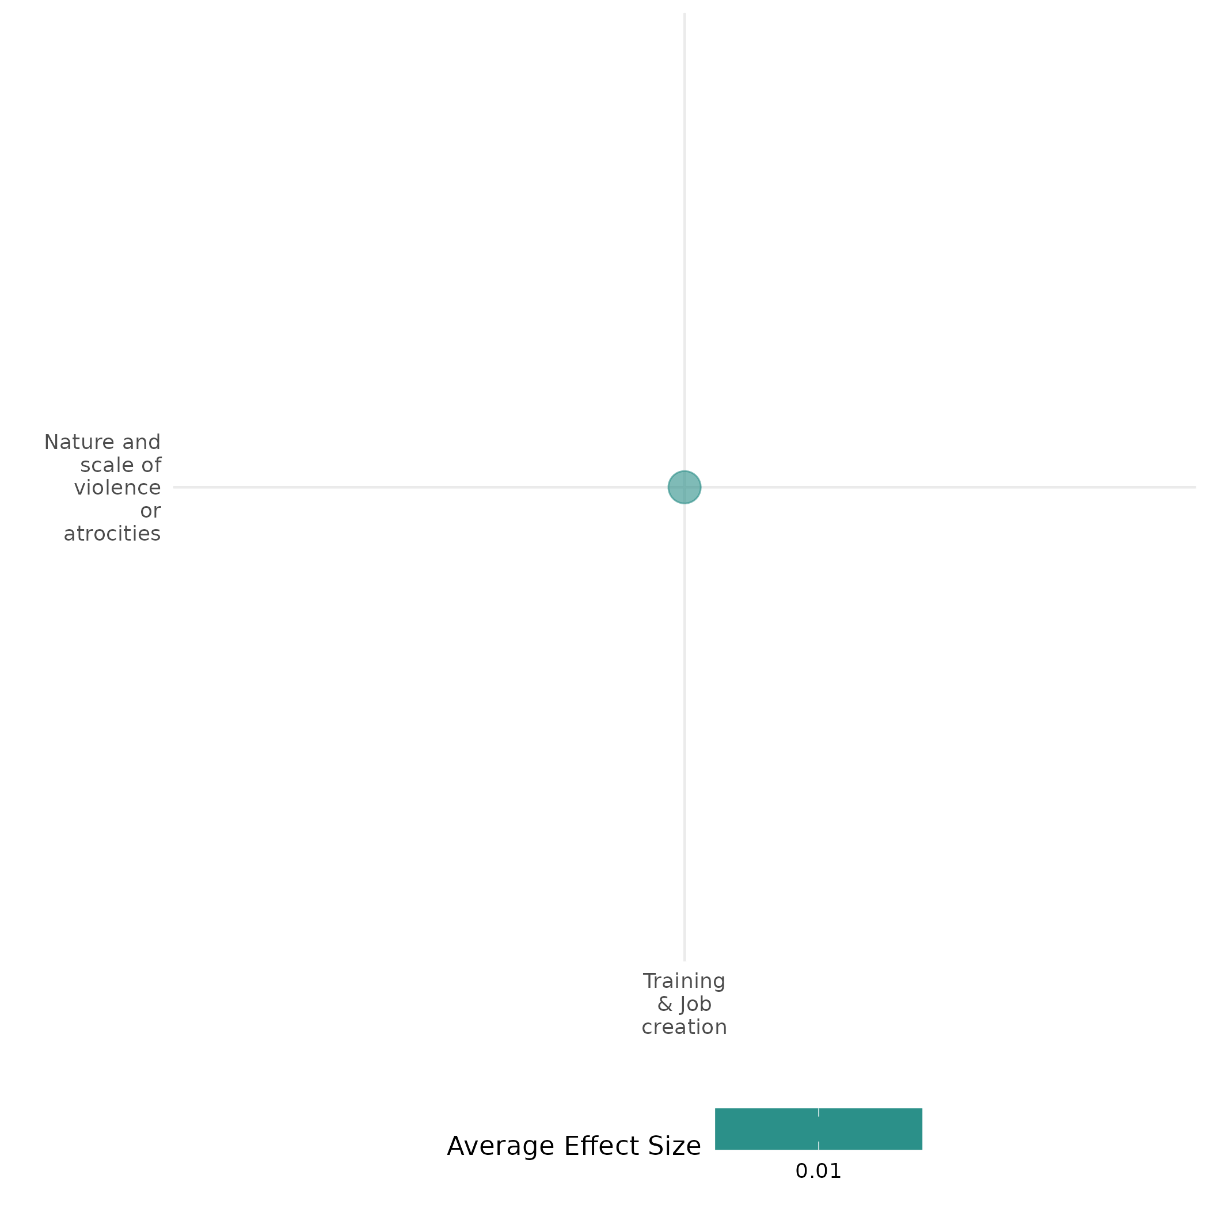 Nature and
scale of
violence
or
atrocities
Training
& Job
creation
Average Effect Size
0.01